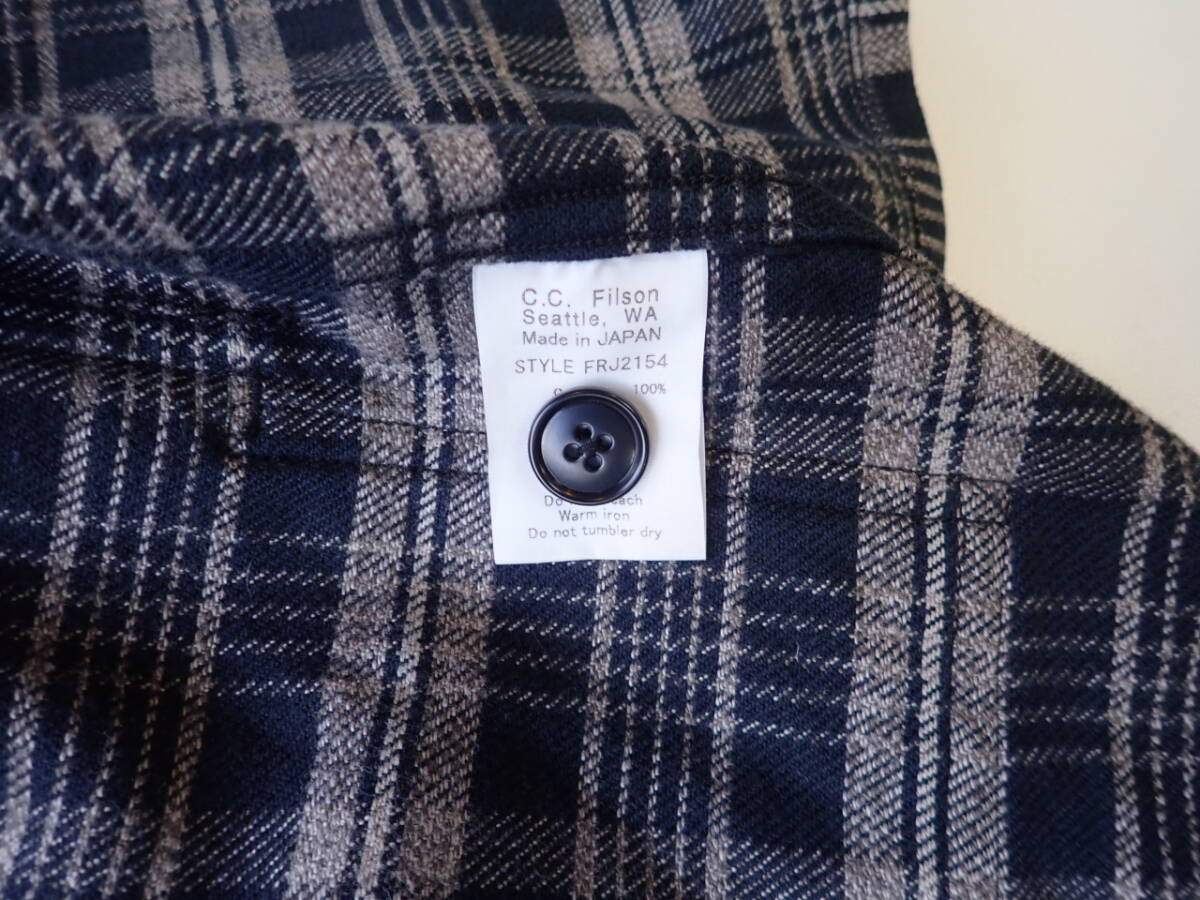 C.C. Filson
Seattle, WA
Made in JAPAN
STYLE FRJ2154
100%
Warm iron
Do not tumbler dry